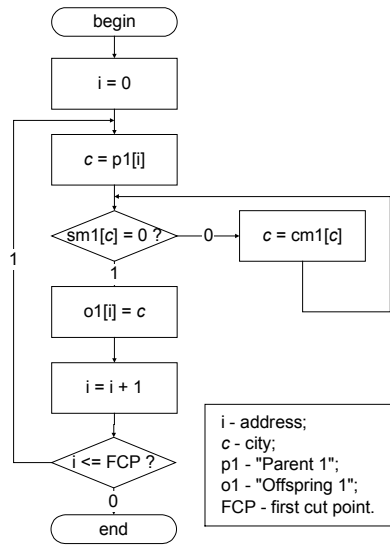 begin
i = 0
c = p1[i]
sm1[c] = 0 ?
0
c = cm1[c]
1
1
o1[i] = c
i = i + 1
i <= FCP ?
0
end
i - address;
c - city;
p1 - "Parent 1";
o1 - "Offspring 1";
FCP - first cut point.